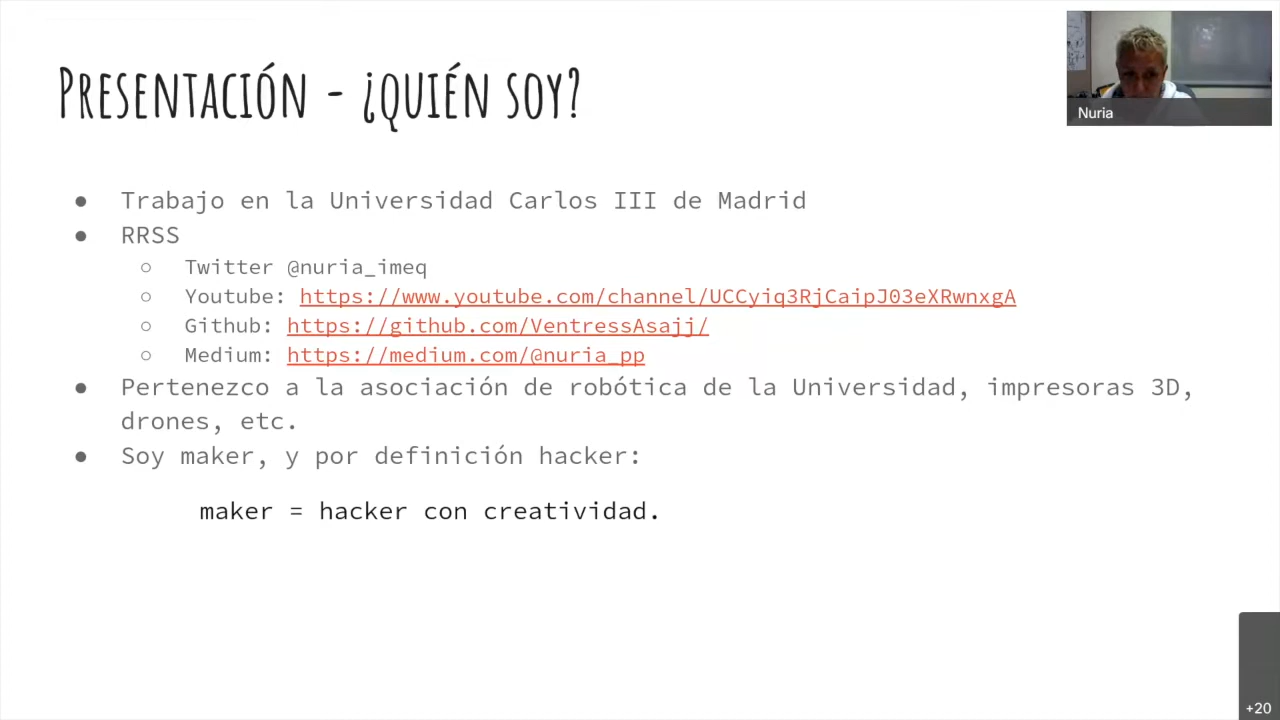 PRESENTACIÓN - ¿QUIÉN SOY?
Nuria
● Trabajo en la Universidad Carlos III de Madrid
● RRSS
○ Twitter @nuria_imeq
○ Youtube: https://www.youtube.com/channel/UCCyiq3RjCaipJ03eXRwnxgA
○ Github: https://github.com/VentressAsajj/
○ Medium: https://medium.com/@nuria_pp
● Pertenezco a la asociación de robótica de la Universidad, impresoras 3D,
drones, etc.
● Soy maker, y por definición hacker:
maker = hacker con creatividad.
+20